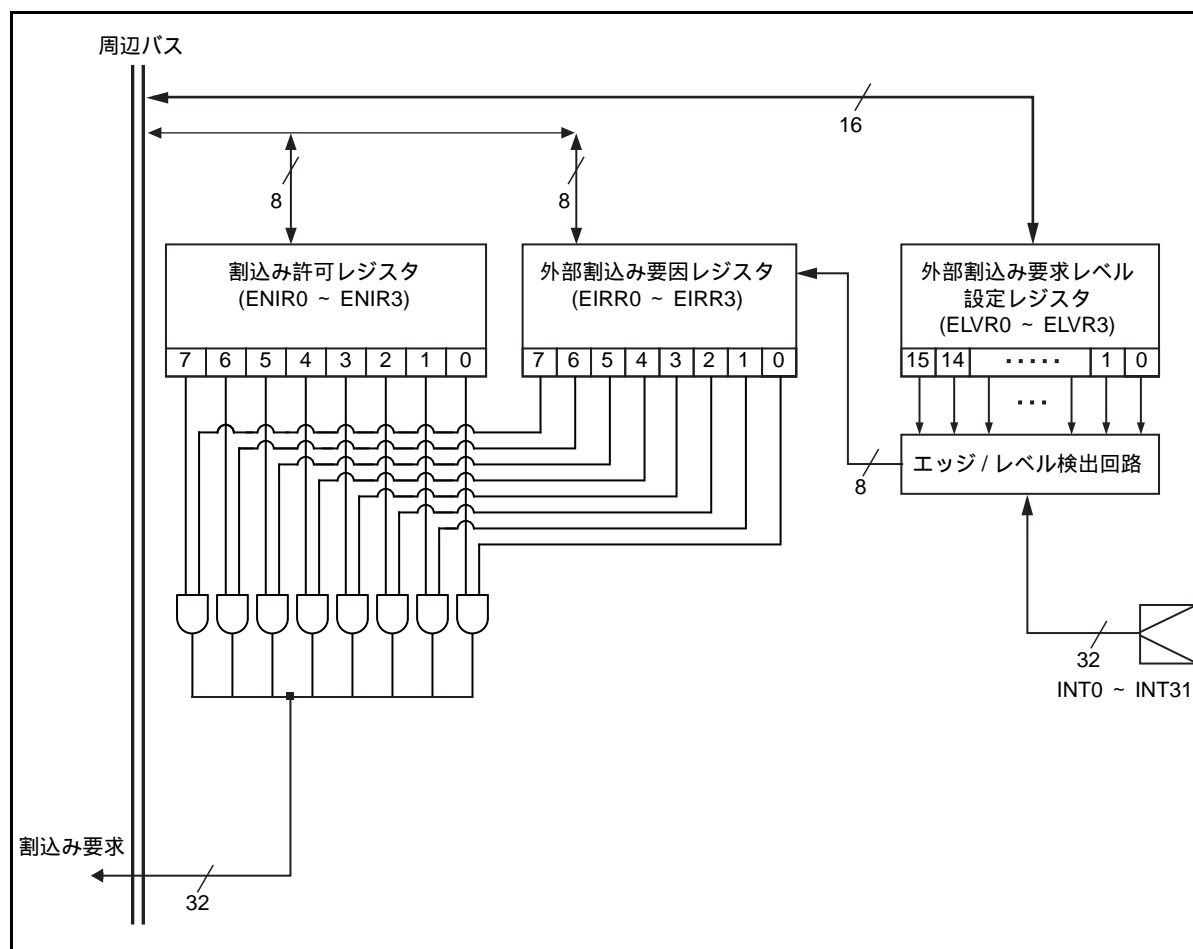 周辺バス
16
8
8
割込み許可レジスタ
(ENIR0 ~ ENIR3)
7 6 5 4 3 2 1 0
外部割込み要因レジスタ
(EIRR0 ~ EIRR3)
7 6 5 4 3 2 1 0
外部割込み要求レベル
設定レジスタ
(ELVR0 ~ ELVR3)
15 14 ・・・・・ 1 0
・・・
エッジ / レベル検出回路
8
32
INT0 ~ INT31
割込み要求
32